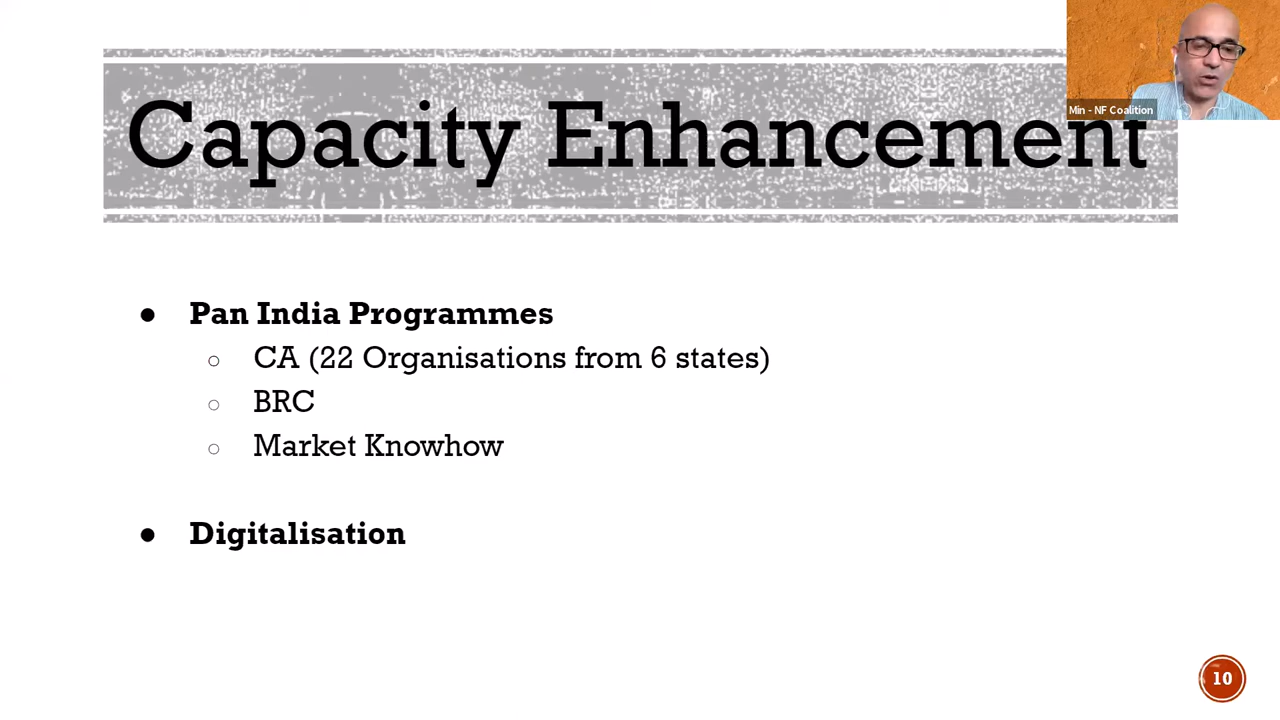 Capacity Enhancement
Min - NF Coalition
● Pan India Programmes
○ CA (22 Organisations from 6 states)
○ BRC
○ Market Knowhow
● Digitalisation
10